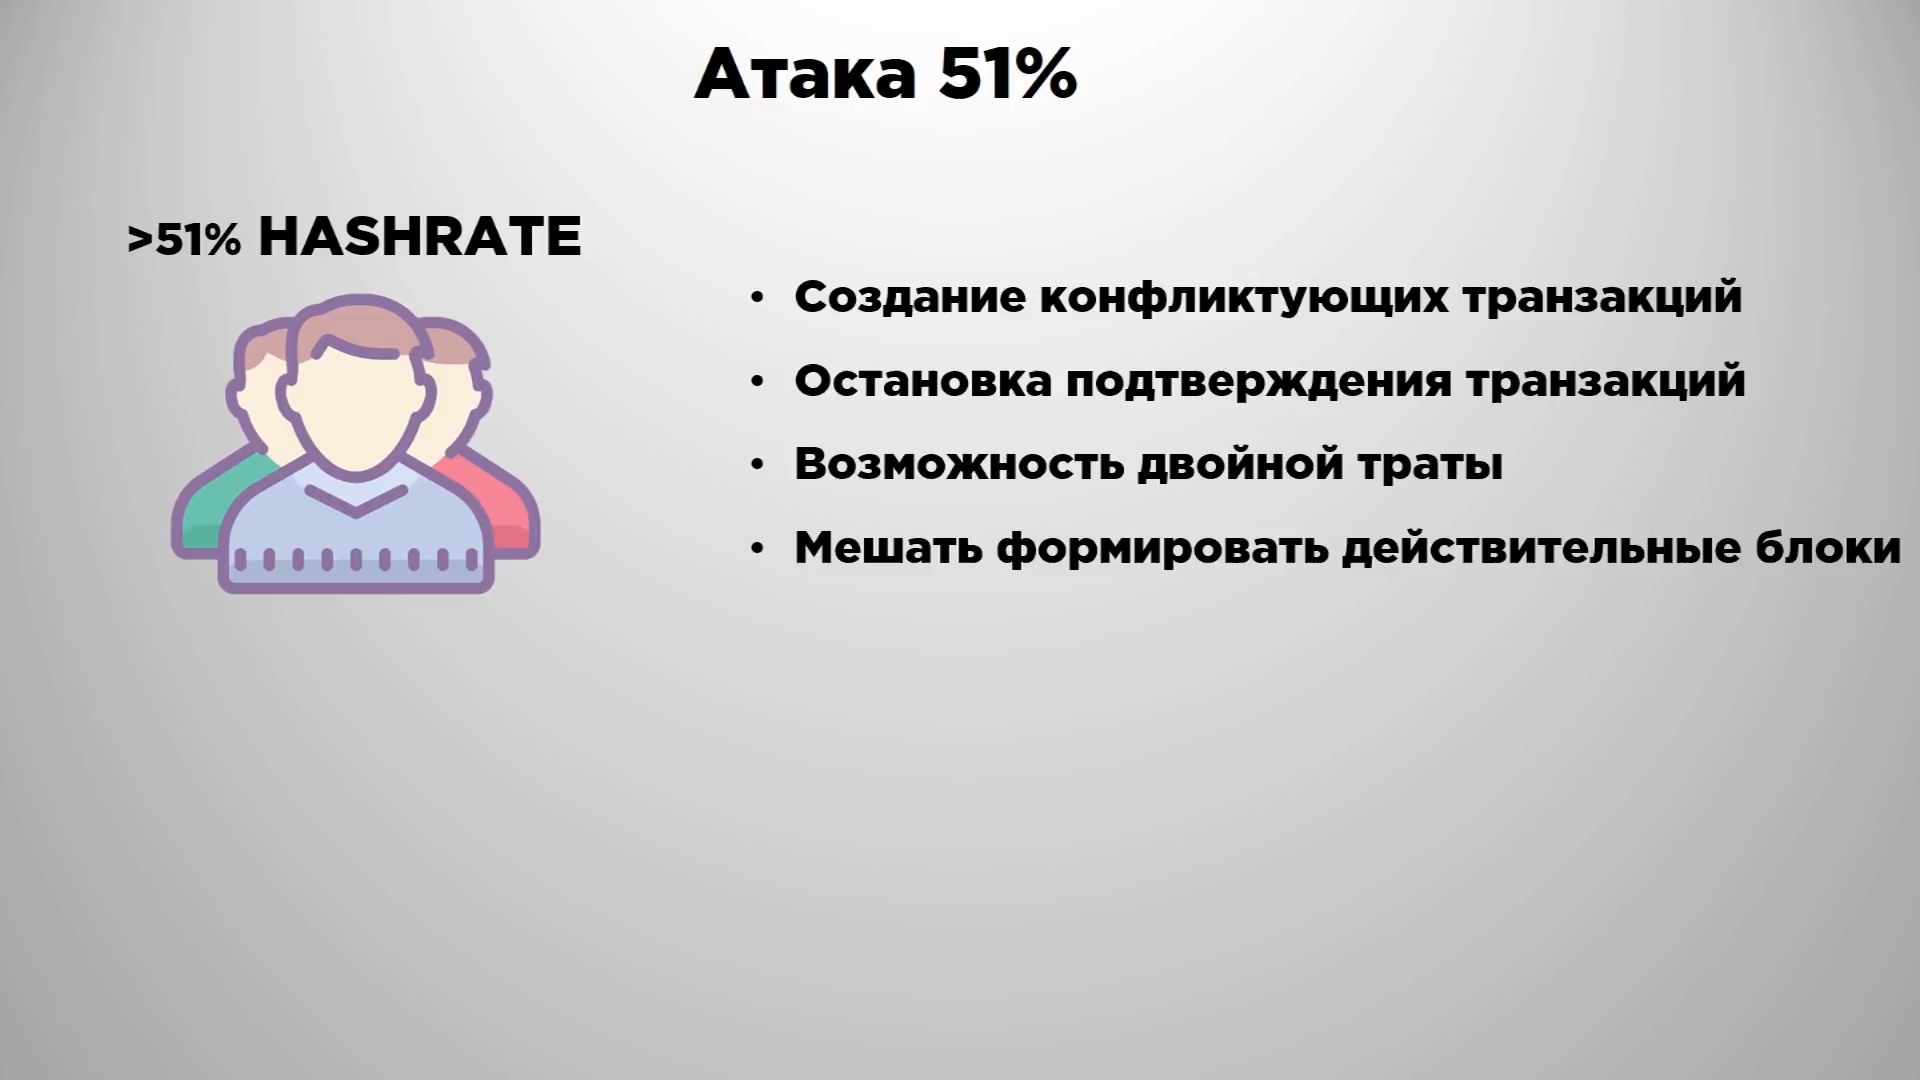 Атака 51%
>51% HASHRATE
• Создание конфликтующих транзакций
• Остановка подтверждения транзакций
• Возможность двойной траты
• Мешать формировать действительные блоки